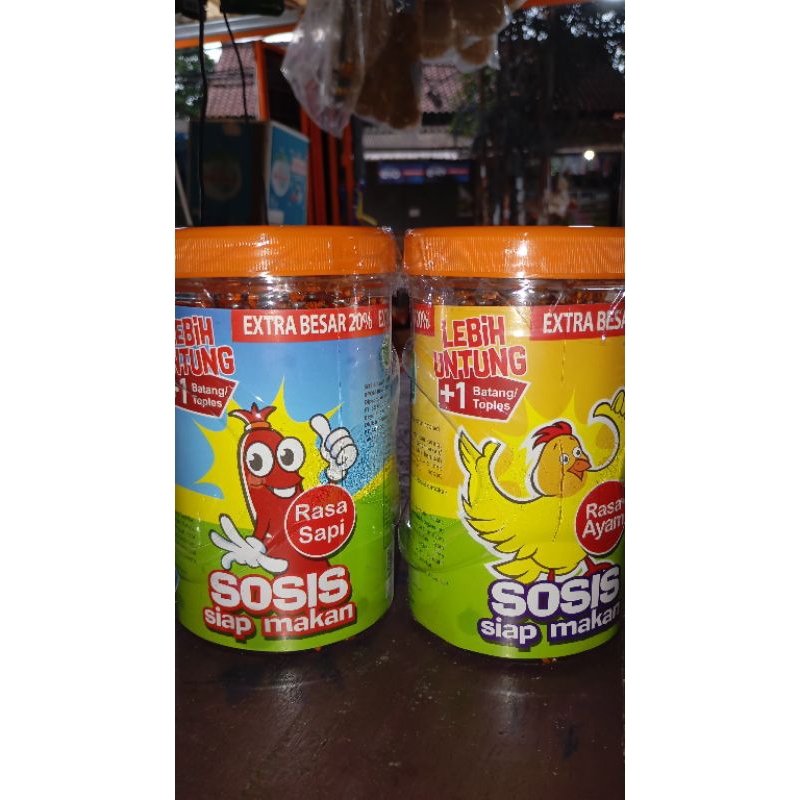 EXTRA BESAR 20%
LEBIH
UNTUNG
+1 Batang/
Toples
Rasa
Sapi
SOSIS
siap makan
LEBIH
UNTUNG
+1 Batang/
Toples
EXTRA BESA
Rasa
Ayam
SOSIS
siap makan